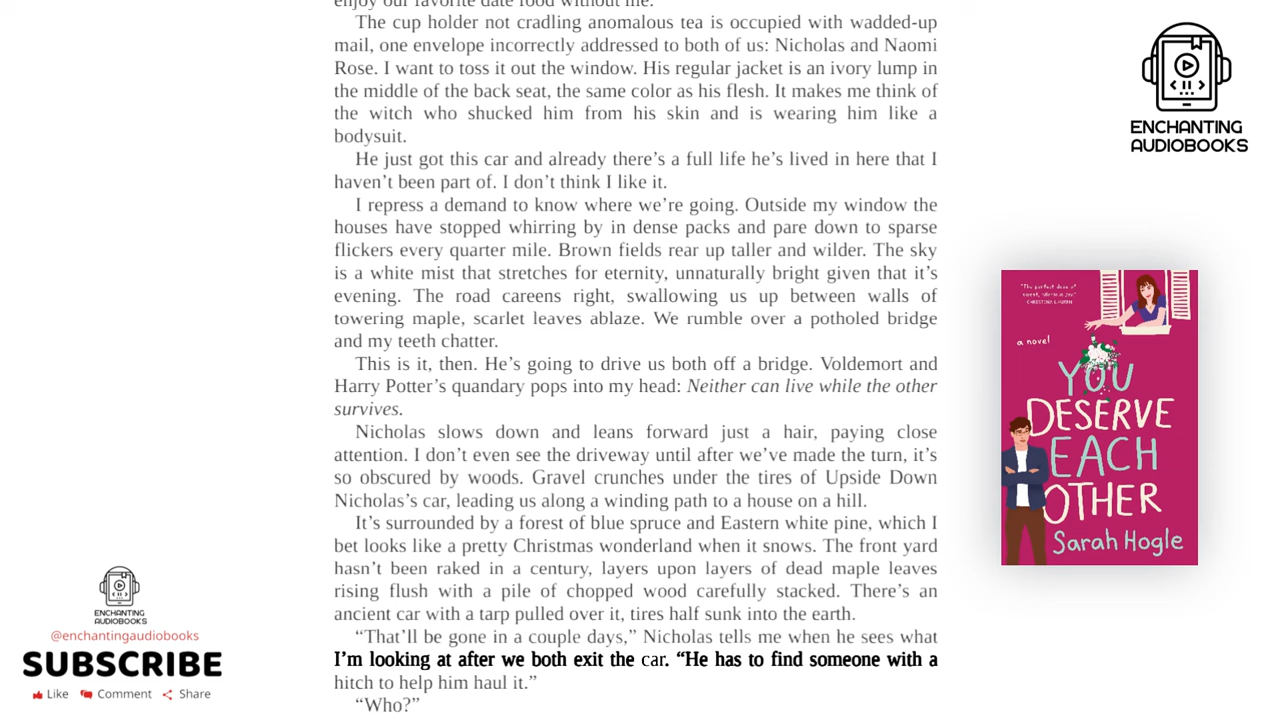 enjoy our favorite date food without me.
The cup holder not cradling anomalous tea is occupied with wadded-up
mail, one envelope incorrectly addressed to both of us: Nicholas and Naomi
Rose. I want to toss it out the window. His regular jacket is an ivory lump in
the middle of the back seat, the same color as his flesh. It makes me think of
the witch who shucked him from his skin and is wearing him like a
bodysuit.
He just got this car and already there’s a full life he’s lived in here that I
haven’t been part of. I don’t think I like it.
I repress a demand to know where we’re going. Outside my window the
houses have stopped whirring by in dense packs and pare down to sparse
flickers every quarter mile. Brown fields rear up taller and wilder. The sky
is a white mist that stretches for eternity, unnaturally bright given that it’s
evening. The road careens right, swallowing us up between walls of
towering maple, scarlet leaves ablaze. We rumble over a potholed bridge
and my teeth chatter.
This is it, then. He’s going to drive us both off a bridge. Voldemort and
Harry Potter’s quandary pops into my head: Neither can live while the other
survives.
Nicholas slows down and leans forward just a hair, paying close
attention. I don’t even see the driveway until after we’ve made the turn, it’s
so obscured by woods. Gravel crunches under the tires of Upside Down
Nicholas’s car, leading us along a winding path to a house on a hill.
It’s surrounded by a forest of blue spruce and Eastern white pine, which I
bet looks like a pretty Christmas wonderland when it snows. The front yard
hasn’t been raked in a century, layers upon layers of dead maple leaves
rising flush with a pile of chopped wood carefully stacked. There’s an
ancient car with a tarp pulled over it, tires half sunk into the earth.
“That’ll be gone in a couple days,” Nicholas tells me when he sees what
I’m looking at after we both exit the car. “He has to find someone with a
hitch to help him haul it.”
“Who?”
ENCHANTING
AUDIOBOOKS
a novel
YOU
DESERVE
EACH
OTHER
Sarah Hogle
ENCHANTING
AUDIOBOOKS
@enchantingaudiobooks
SUBSCRIBE
Like Comment Share